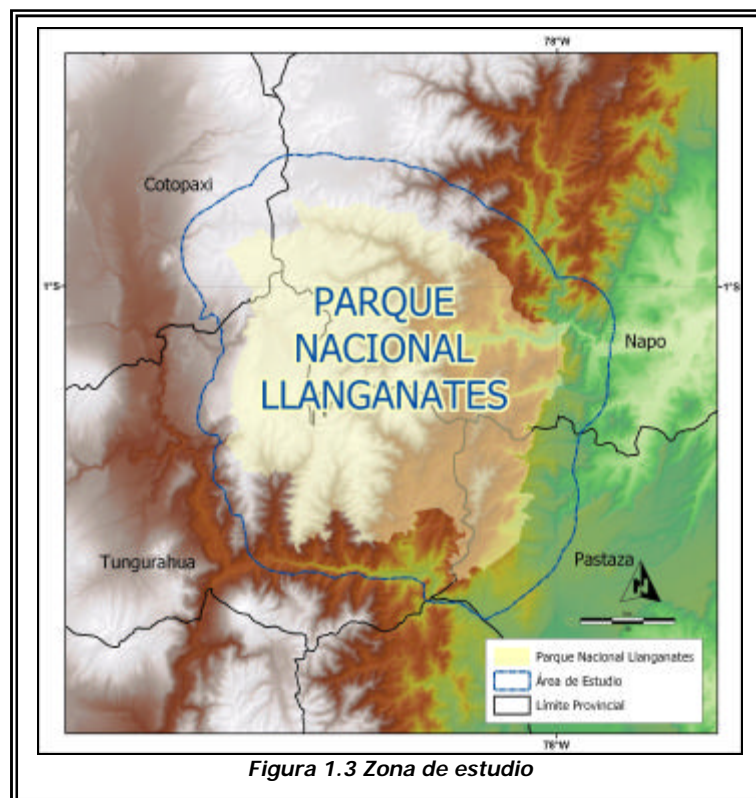 78°W
Cotopaxi
1°S
1°S
PARQUE
NACIONAL
LLANGANATES
Napo
Tungurahua
Pastaza
Parque Nacional Llanganates
Área de Estudio
Límite Provincial
78°W
Figura 1.3 Zona de estudio